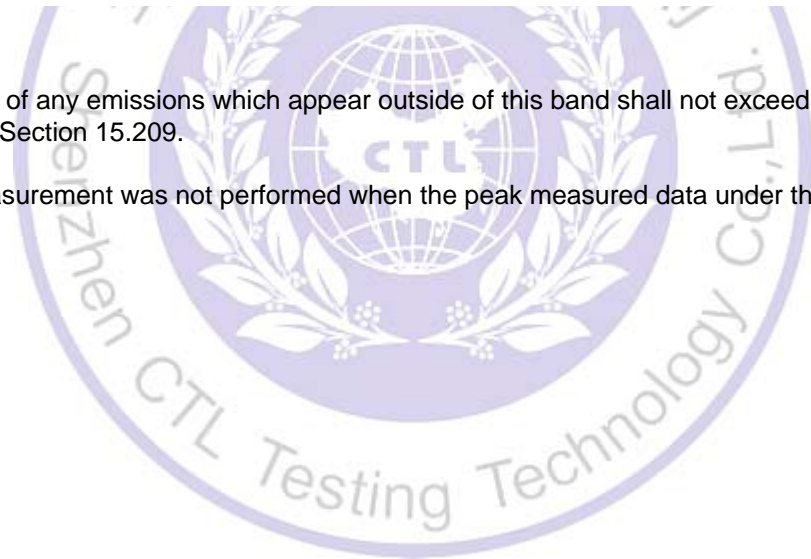 of any emissions which appear outside of this band shall not exceed
Section 15.209.
surement was not performed when the peak measured data under th
CTL
Shenzhen CTL Testing Technology Co., Ltd.